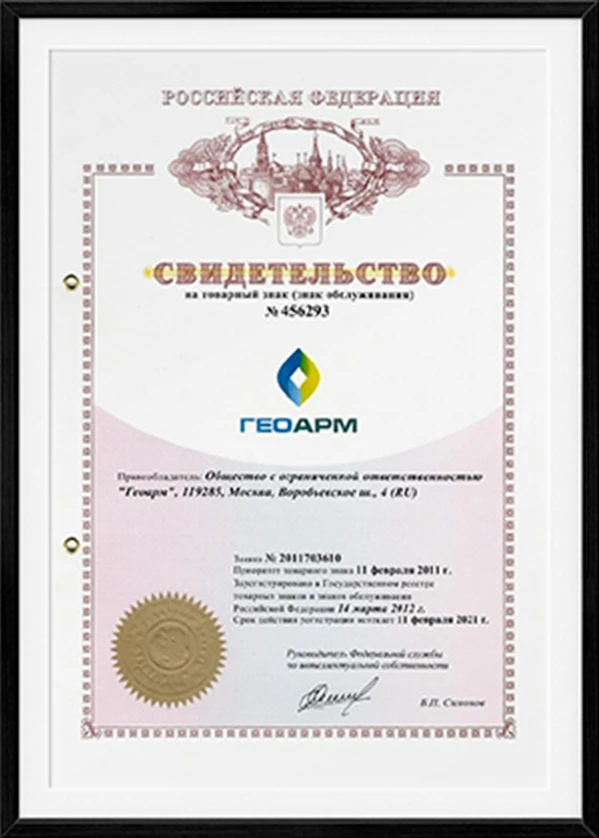 РОССИЙСКАЯ ФЕДЕРАЦИЯ
СВИДЕТЕЛЬСТВО
на товарный знак (знак обслуживания)
№ 456293
ГЕОАРМ
Правообладатель: Общество с ограниченной ответственностью
"Геоарм", 119285, Москва, Воробьевское ш., 4 (RU)
Заявка № 2011703610
Приоритет товарного знака 11 февраля 2011 г.
Зарегистрировано в Государственном реестре
товарных знаков и знаков обслуживания
Российской Федерации 14 марта 2012 г.
Срок действия регистрации истекает 11 февраля 2021 г.
Руководитель Федеральной службы
по интеллектуальной собственности
Б.П. Симонов